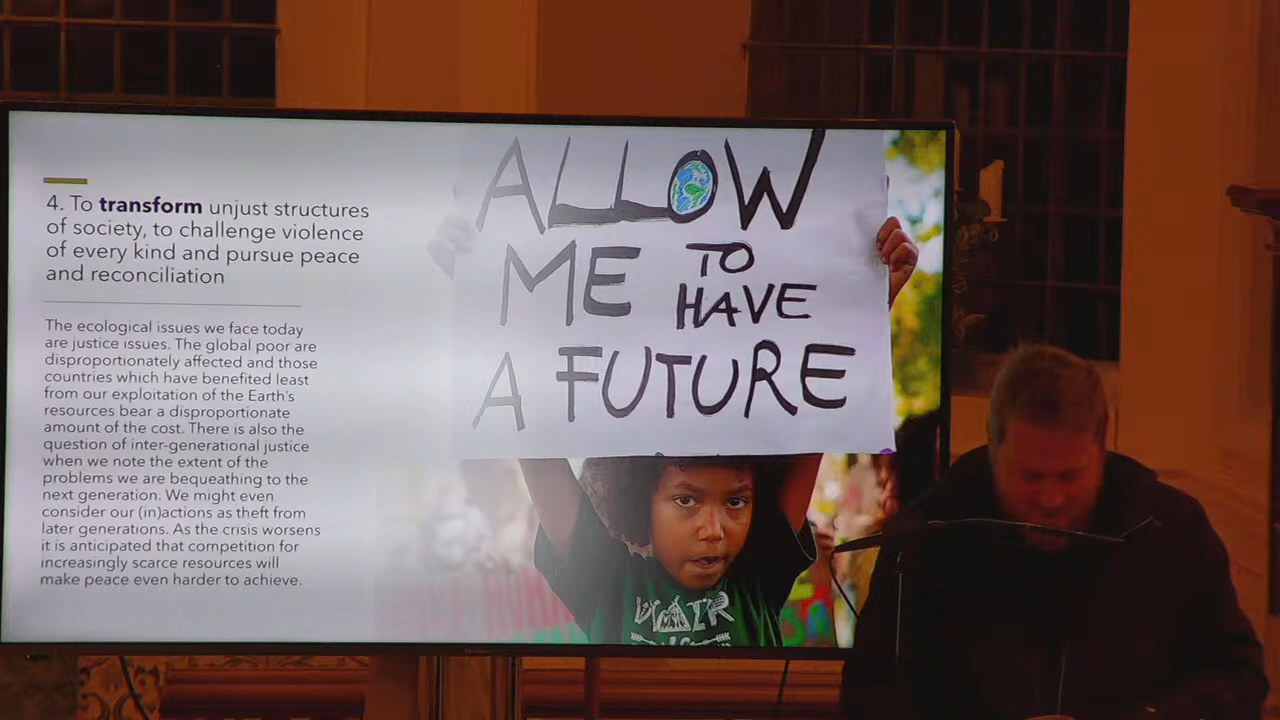 4. To transform unjust structures
of society, to challenge violence
of every kind and pursue peace
and reconciliation
The ecological issues we face today
are justice issues. The global poor are
disproportionately affected and those
countries which have benefited least
from our exploitation of the Earth's
resources bear a disproportionate
amount of the cost. There is also the
question of inter-generational justice
when we note the extent of the
problems we are bequeathing to the
next generation. We might even
consider our (in)actions as theft from
later generations. As the crisis worsens
it is anticipated that competition for
increasingly scarce resources will
make peace even harder to achieve.
ALLOW
ME TO
HAVE
A FUTURE
WATR